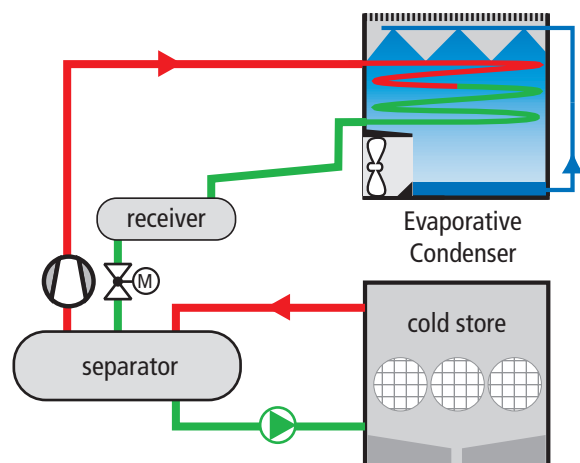 receiver
Evaporative
Condenser
M
cold store
separator